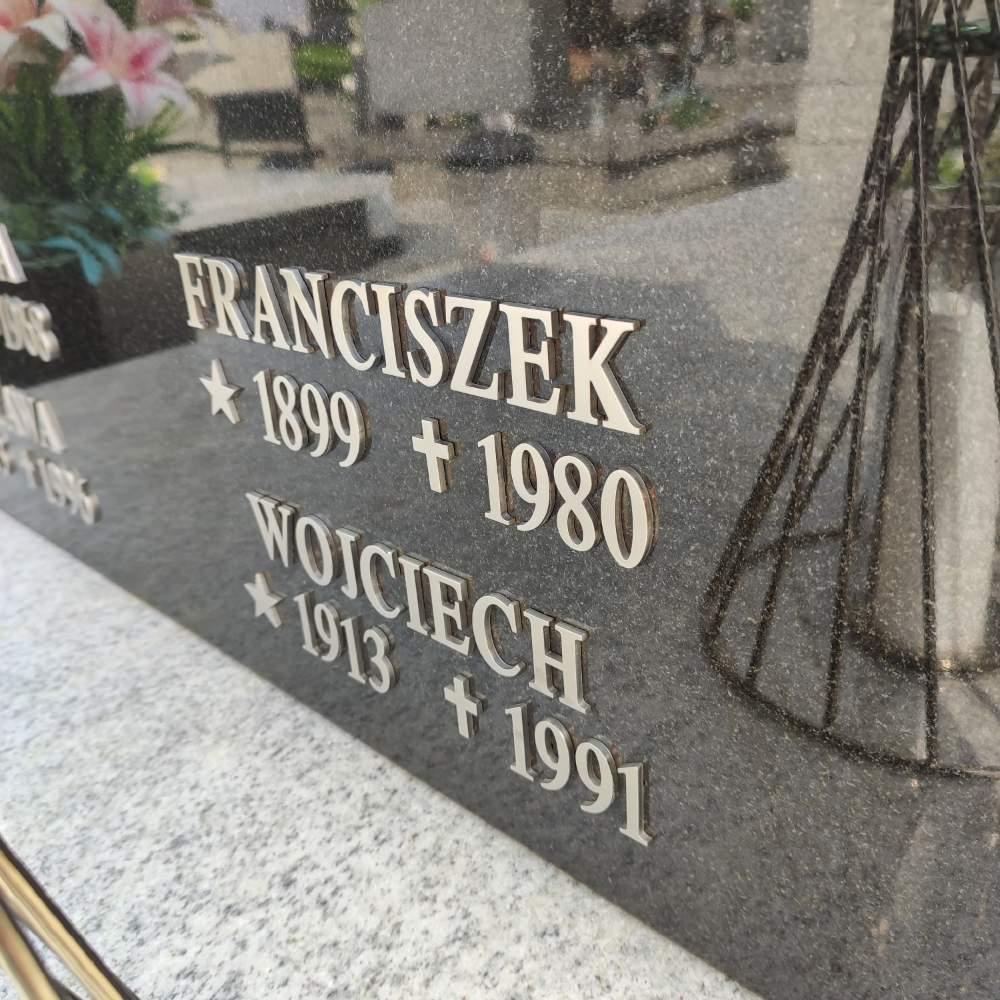 FRANCISZEK
★ 1899 ✝ 1980
WOJCIECH
★ 1913 ✝ 1991